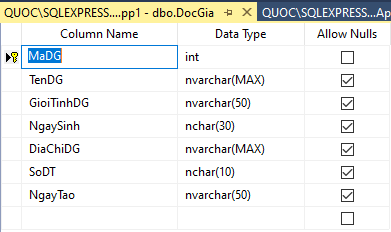 QUOC\SQLEXPRESS....pp1 - dbo.DocGia QUOC\SQLEXPRESS...Ap
Column Name Data Type Allow Nulls
MaDG int
TenDG nvarchar(MAX)
GioiTinhDG nvarchar(50)
NgaySinh nchar(30)
DiaChiDG nvarchar(MAX)
SoDT nchar(10)
NgayTao nvarchar(50)